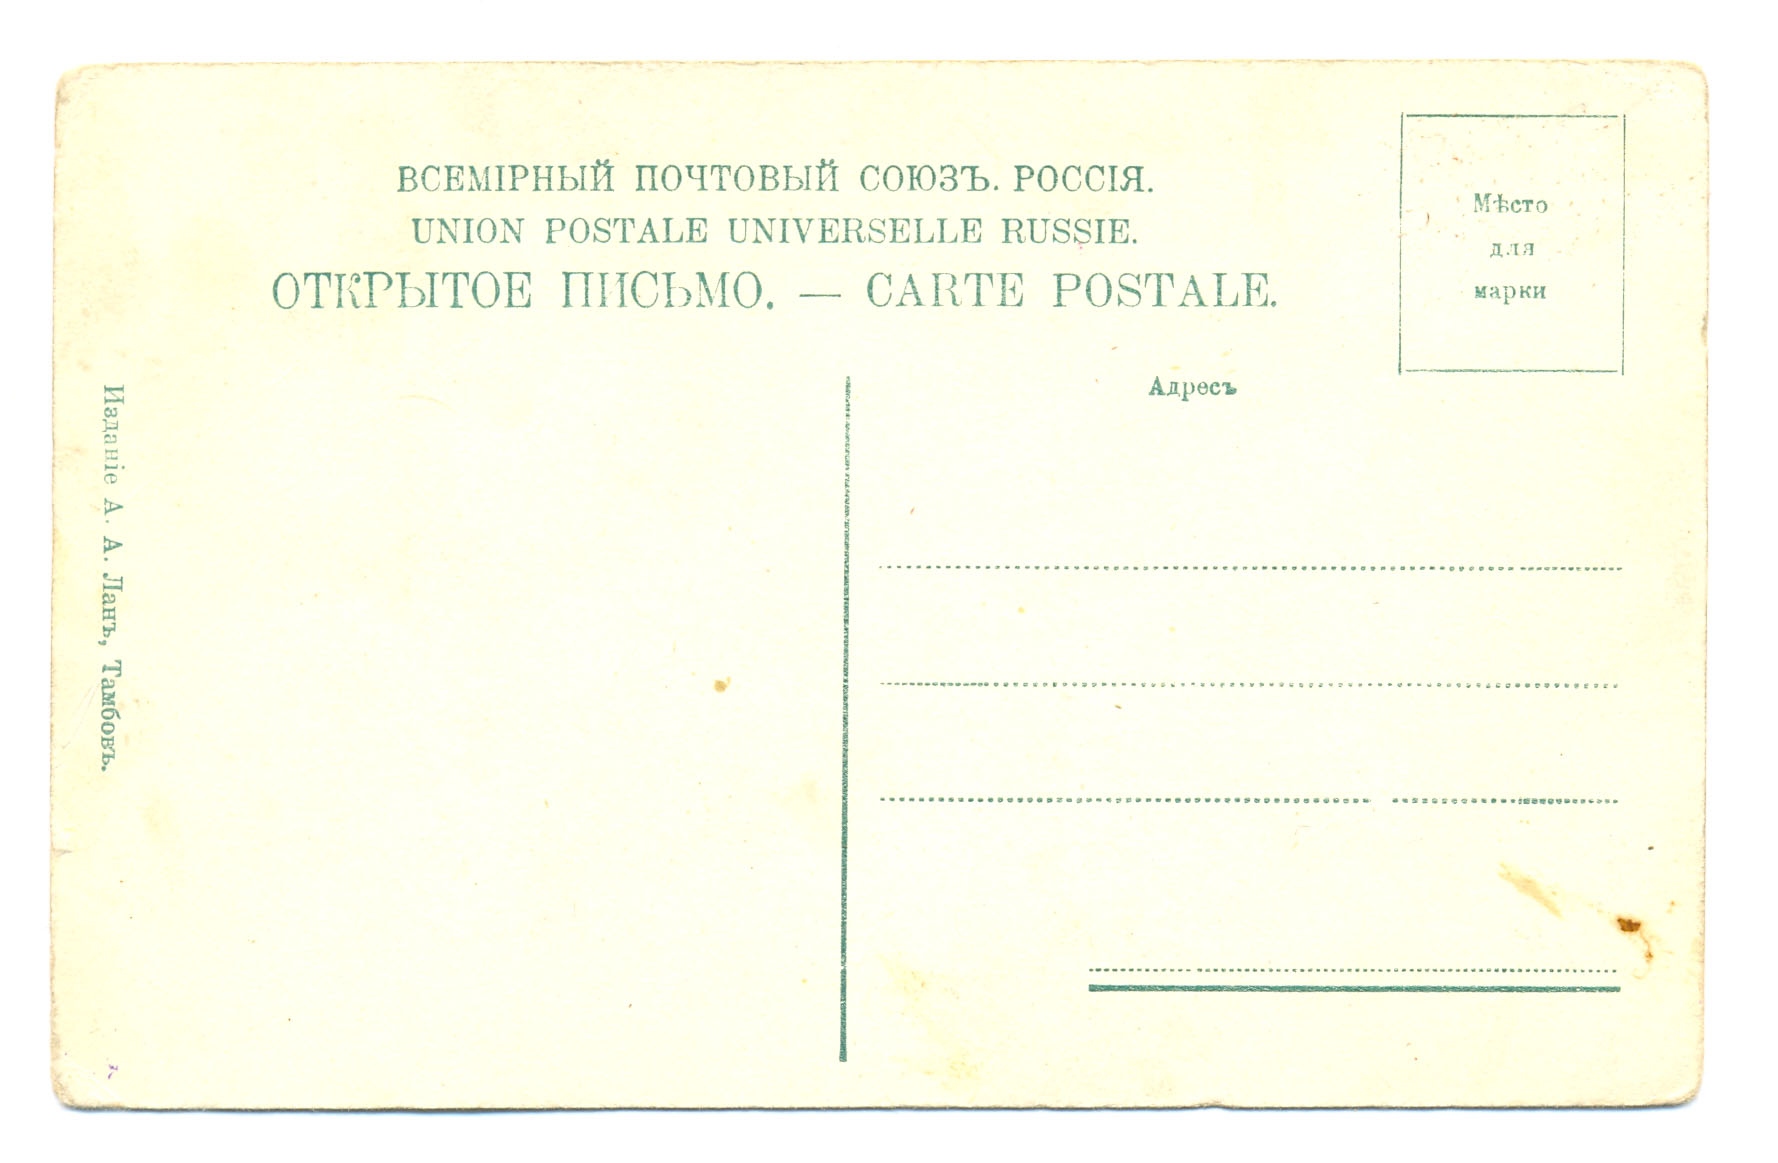 ВСЕМІРНЫЙ ПОЧТОВЫЙ СОЮЗЪ. РОССІЯ.
UNION POSTALE UNIVERSELLE RUSSIE.
ОТКРЫТОЕ ПИСЬМО. — CARTE POSTALE.
Мѣсто
для
марки
Адресъ
Изданіе А. А. Ланъ, Тамбовъ.
7